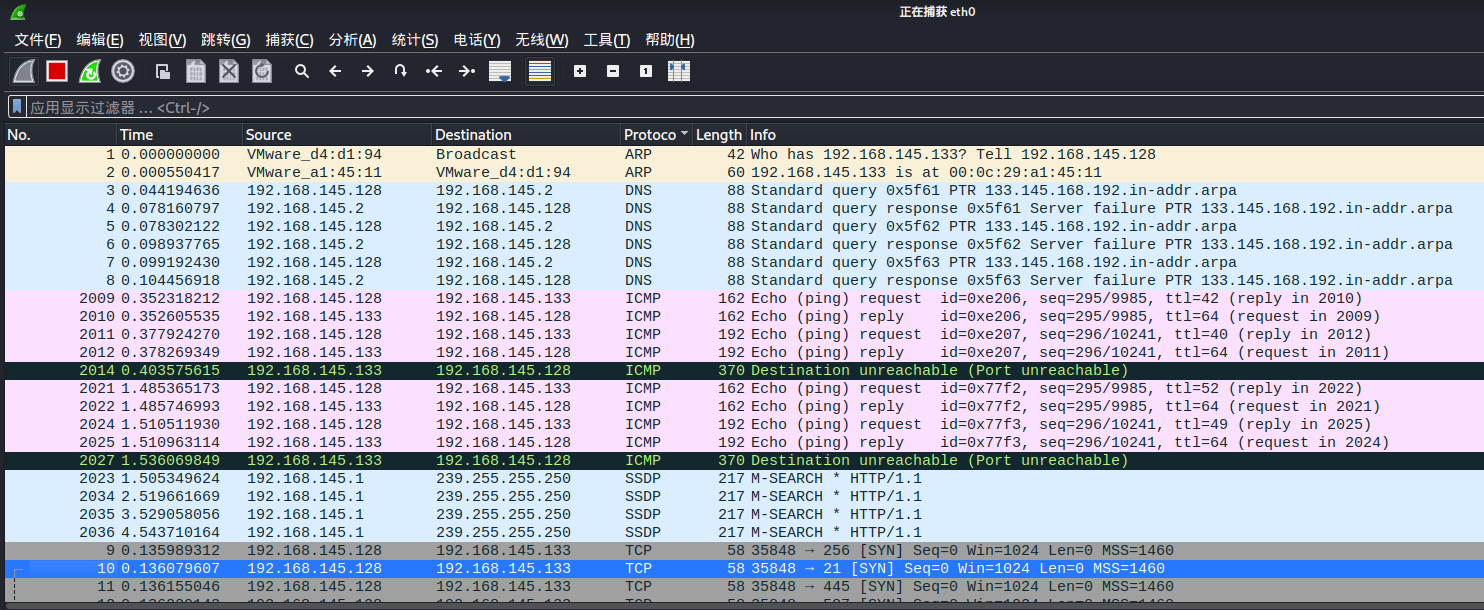 正在捕获 eth0
文件(F) 编辑(E) 视图(V) 跳转(G) 捕获(C) 分析(A) 统计(S) 电话(Y) 无线(W) 工具(T) 帮助(H)
应用显示过滤器 … <Ctrl-/>
No. Time Source Destination Protoco Length Info
1 0.000000000 VMware_d4:d1:94 Broadcast ARP 42 Who has 192.168.145.133? Tell 192.168.145.128
2 0.000550417 VMware_a1:45:11 VMware_d4:d1:94 ARP 60 192.168.145.133 is at 00:0c:29:a1:45:11
3 0.044194636 192.168.145.128 192.168.145.2 DNS 88 Standard query 0x5f61 PTR 133.145.168.192.in-addr.arpa
4 0.078160797 192.168.145.2 192.168.145.128 DNS 88 Standard query response 0x5f61 Server failure PTR 133.145.168.192.in-addr.arpa
5 0.078302122 192.168.145.128 192.168.145.2 DNS 88 Standard query 0x5f62 PTR 133.145.168.192.in-addr.arpa
6 0.098937765 192.168.145.2 192.168.145.128 DNS 88 Standard query response 0x5f62 Server failure PTR 133.145.168.192.in-addr.arpa
7 0.099192430 192.168.145.128 192.168.145.2 DNS 88 Standard query 0x5f63 PTR 133.145.168.192.in-addr.arpa
8 0.104456918 192.168.145.2 192.168.145.128 DNS 88 Standard query response 0x5f63 Server failure PTR 133.145.168.192.in-addr.arpa
2009 0.352318212 192.168.145.128 192.168.145.133 ICMP 162 Echo (ping) request id=0xe206, seq=295/9985, ttl=42 (reply in 2010)
2010 0.352605535 192.168.145.133 192.168.145.128 ICMP 162 Echo (ping) reply id=0xe206, seq=295/9985, ttl=64 (request in 2009)
2011 0.377924270 192.168.145.128 192.168.145.133 ICMP 192 Echo (ping) request id=0xe207, seq=296/10241, ttl=40 (reply in 2012)
2012 0.378269349 192.168.145.133 192.168.145.128 ICMP 192 Echo (ping) reply id=0xe207, seq=296/10241, ttl=64 (request in 2011)
2014 0.403575615 192.168.145.133 192.168.145.128 ICMP 370 Destination unreachable (Port unreachable)
2021 1.485365173 192.168.145.128 192.168.145.133 ICMP 162 Echo (ping) request id=0x77f2, seq=295/9985, ttl=52 (reply in 2022)
2022 1.485746993 192.168.145.133 192.168.145.128 ICMP 162 Echo (ping) reply id=0x77f2, seq=295/9985, ttl=64 (request in 2021)
2024 1.510511930 192.168.145.128 192.168.145.133 ICMP 192 Echo (ping) request id=0x77f3, seq=296/10241, ttl=49 (reply in 2025)
2025 1.510963114 192.168.145.133 192.168.145.128 ICMP 192 Echo (ping) reply id=0x77f3, seq=296/10241, ttl=64 (request in 2024)
2027 1.536069849 192.168.145.133 192.168.145.128 ICMP 370 Destination unreachable (Port unreachable)
2023 1.505349624 192.168.145.1 239.255.255.250 SSDP 217 M-SEARCH * HTTP/1.1
2034 2.519661669 192.168.145.1 239.255.255.250 SSDP 217 M-SEARCH * HTTP/1.1
2035 3.529058056 192.168.145.1 239.255.255.250 SSDP 217 M-SEARCH * HTTP/1.1
2036 4.543710164 192.168.145.1 239.255.255.250 SSDP 217 M-SEARCH * HTTP/1.1
9 0.135989312 192.168.145.128 192.168.145.133 TCP 58 35848 → 256 [SYN] Seq=0 Win=1024 Len=0 MSS=1460
10 0.136079607 192.168.145.128 192.168.145.133 TCP 58 35848 → 21 [SYN] Seq=0 Win=1024 Len=0 MSS=1460
11 0.136155046 192.168.145.128 192.168.145.133 TCP 58 35848 → 445 [SYN] Seq=0 Win=1024 Len=0 MSS=1460